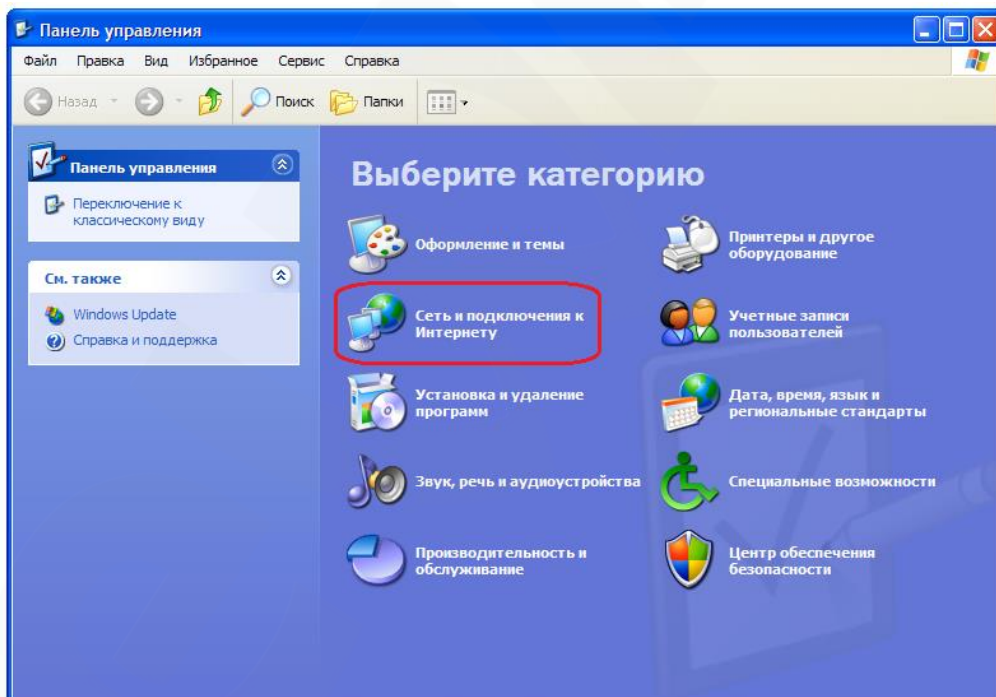 Панель управления
Файл Правка Вид Избранное Сервис Справка
Назад Поиск Папки
Панель управления
Переключение к
классическому виду
См. также
Windows Update
Справка и поддержка
Выберите категорию
Оформление и темы
Принтеры и другое
оборудование
Сеть и подключения к
Интернету
Учетные записи
пользователей
Установка и удаление
программ
Дата, время, язык и
региональные стандарты
Звук, речь и аудиоустройства
Специальные возможности
Производительность и
обслуживание
Центр обеспечения
безопасности